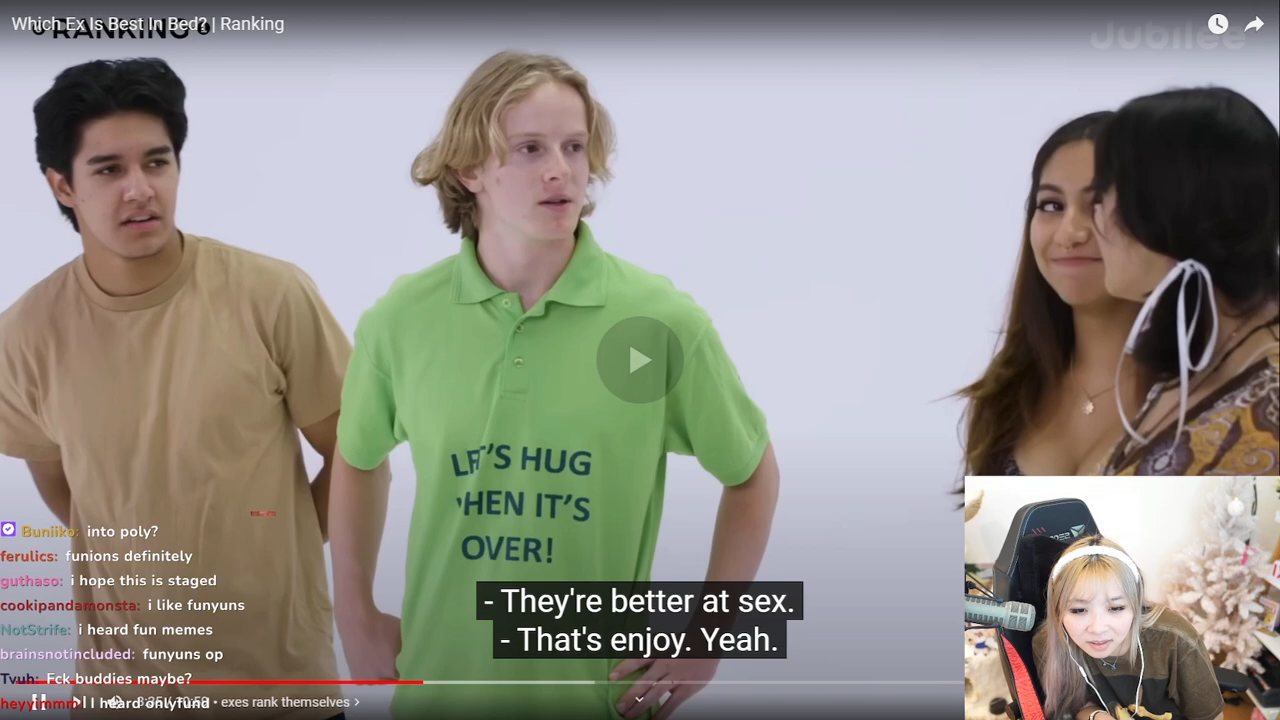 Which Ex Is Best In Bed? | Ranking
RANKING
Jubilee
LET'S HUG
WHEN IT'S
OVER!
- They're better at sex.
- That's enjoy. Yeah.
Buniiko: into poly?
ferulics: funions definitely
guthaso: i hope this is staged
cookipandamonsta: i like funyuns
NotStrife: i heard fun memes
brainsnotincluded: funyuns op
Tvuh: Fck buddies maybe?
heyyimmm: I heard onlyfund
• exes rank themselves >